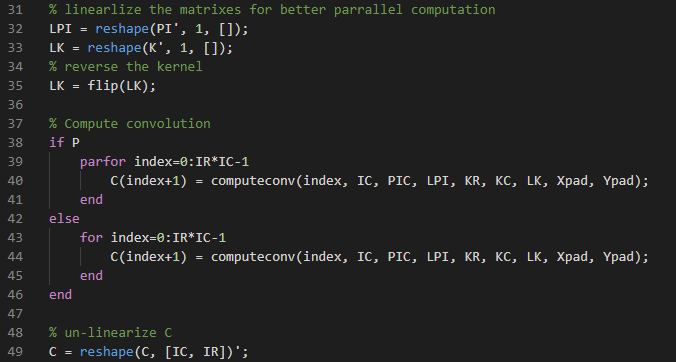 31 % linearlize the matrixes for better parrallel computation
32 LPI = reshape(PI', 1, []);
33 LK = reshape(K', 1, []);
34 % reverse the kernel
35 LK = flip(LK);
36
37 % Compute convolution
38 if P
39 parfor index=0:IR*IC-1
40 C(index+1) = computeconv(index, IC, PIC, LPI, KR, KC, LK, Xpad, Ypad);
41 end
42 else
43 for index=0:IR*IC-1
44 C(index+1) = computeconv(index, IC, PIC, LPI, KR, KC, LK, Xpad, Ypad);
45 end
46 end
47
48 % un-linearize C
49 C = reshape(C, [IC, IR])';